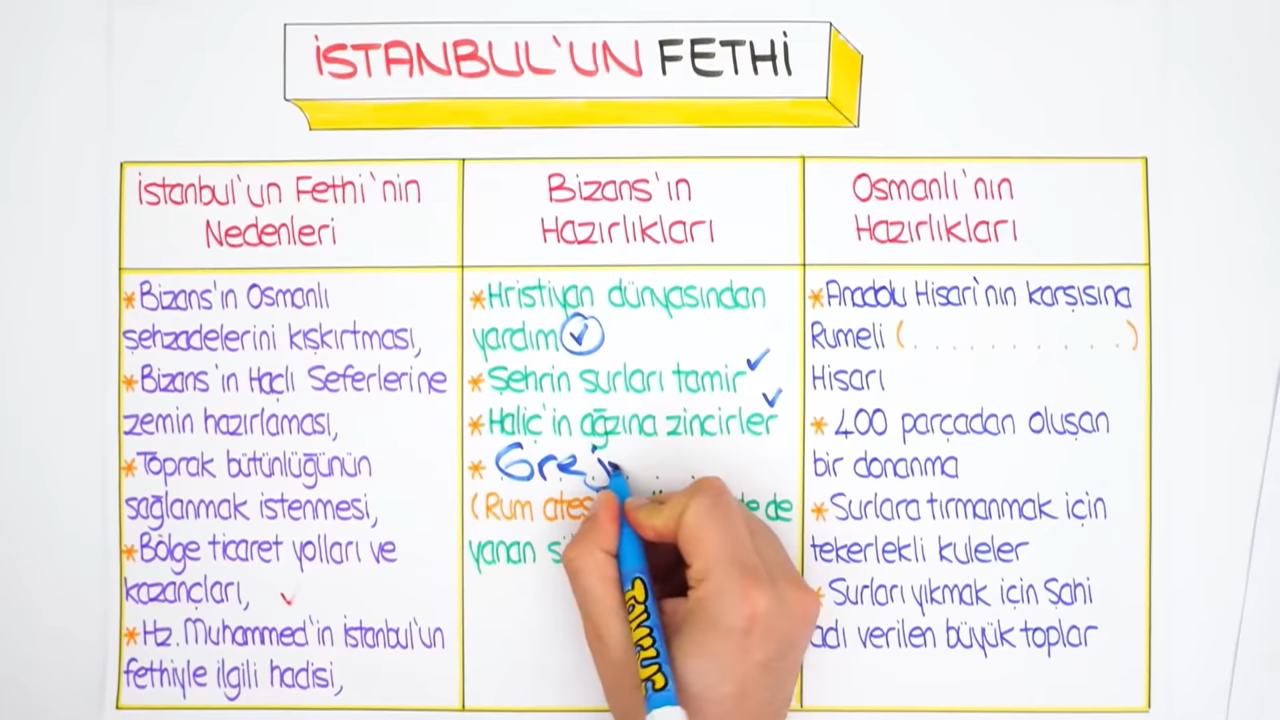 İSTANBUL'UN FETHİ
İstanbul'un Fethi'nin
Nedenleri
*Bizans'ın Osmanlı
şehzadelerini kışkırtması,
*Bizans'ın Haçlı Seferlerine
zemin hazırlaması,
*Toprak bütünlüğünün
sağlanmak istenmesi,
*Bölge ticaret yolları ve
kazançları,
*Hz. Muhammed'in İstanbul'un
fethiyle ilgili hadisi,
Bizans'ın
Hazırlıkları
*Hristiyan dünyasından
yardım
*Şehrin surları tamir
*Haliç'in ağzına zincirler
*
(Rum de
yanan
Osmanlı'nın
Hazırlıkları
*Anadolu Hisarı'nın karşısına
Rumeli (. . . . . . . . . .)
Hisarı
*400 parçadan oluşan
bir donanma
*Surlara tırmanmak için
tekerlekli kuleler
*Surları yıkmak için Şahi
adı verilen büyük toplar
TAMUR